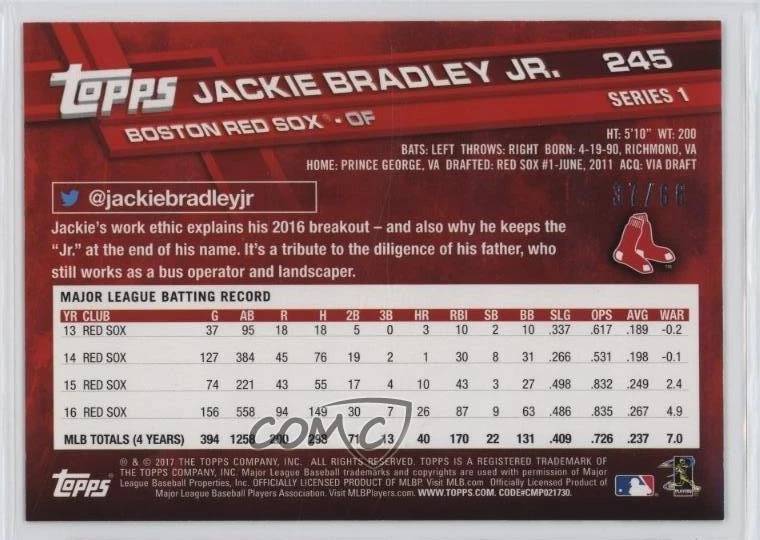 topps JACKIE BRADLEY JR. 245
BOSTON RED SOX® • OF SERIES 1
HT: 5'10" WT: 200
BATS: LEFT THROWS: RIGHT BORN: 4-19-90, RICHMOND, VA
HOME: PRINCE GEORGE, VA DRAFTED: RED SOX #1-JUNE, 2011 ACQ: VIA DRAFT
@jackiebradleyjr 37/66
Jackie's work ethic explains his 2016 breakout – and also why he keeps the
"Jr." at the end of his name. It's a tribute to the diligence of his father, who
still works as a bus operator and landscaper.
MAJOR LEAGUE BATTING RECORD
YR CLUB G AB R H 2B 3B HR RBI SB BB SLG OPS AVG WAR
13 RED SOX 37 95 18 18 5 0 3 10 2 10 .337 .617 .189 -0.2
14 RED SOX 127 384 45 76 19 2 1 30 8 31 .266 .531 .198 -0.1
15 RED SOX 74 221 43 55 17 4 10 43 3 27 .498 .832 .249 2.4
16 RED SOX 156 558 94 149 30 7 26 87 9 63 .486 .835 .267 4.9
MLB TOTALS (4 YEARS) 394 1258 200 298 71 13 40 170 22 131 .409 .726 .237 7.0
COMC
® & © 2017 THE TOPPS COMPANY, INC. ALL RIGHTS RESERVED. TOPPS IS A REGISTERED TRADEMARK OF
THE TOPPS COMPANY, INC. Major League Baseball trademarks and copyrights are used with permission of Major
League Baseball Properties, Inc. OFFICIALLY LICENSED PRODUCT OF MLBP. Visit MLB.com. Officially Licensed Product of
Major League Baseball Players Association. Visit MLBPlayers.com. WWW.TOPPS.COM. CODE#CMP021730.
topps